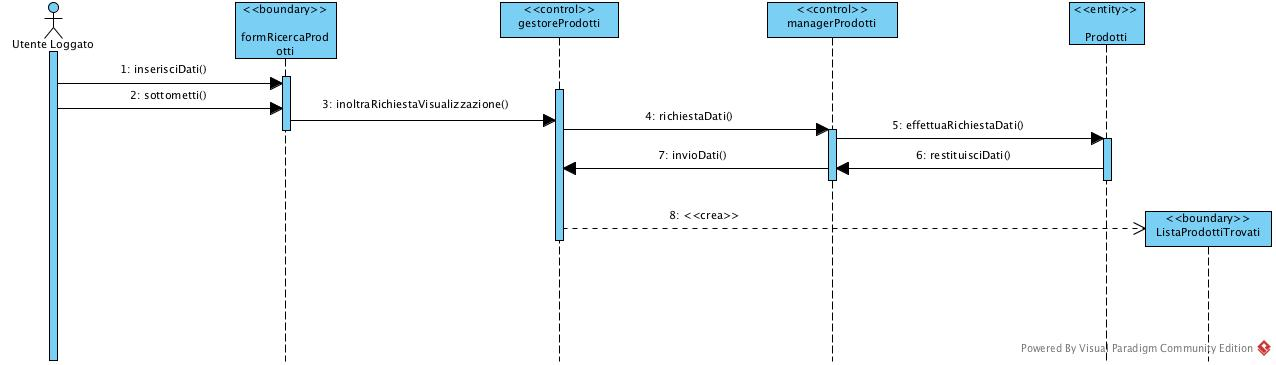 <<boundary>>
formRicercaProd
otti
<<control>>
gestoreProdotti
<<control>>
managerProdotti
<<entity>>
Prodotti
Utente Loggato
1: inserisciDati()
2: sottometti()
3: inoltraRichiestaVisualizzazione()
4: richiestaDati()
5: effettuaRichiestaDati()
7: invioDati()
6: restituisciDati()
8: <<crea>>
<<boundary>>
ListaProdottiTrovati
Powered By Visual Paradigm Community Edition